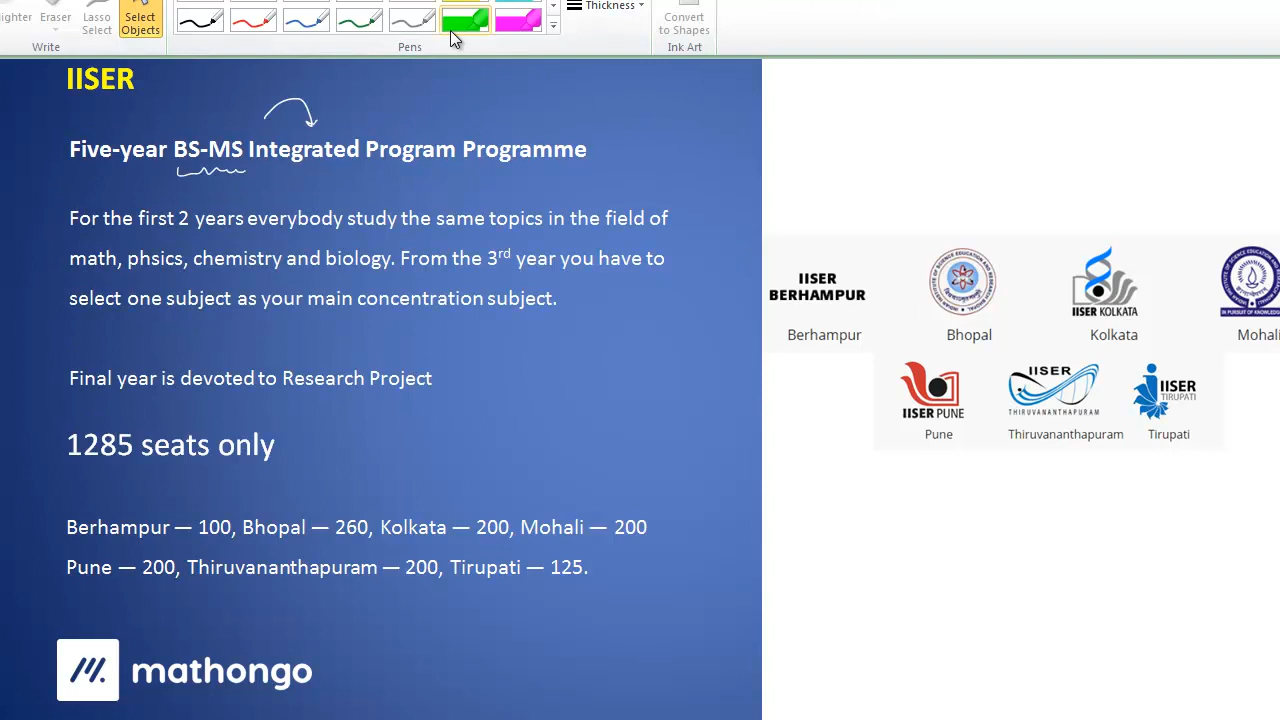 lighter
Eraser
Lasso
Select
Select
Objects
Write
Pens
Thickness
Convert
to Shapes
Ink Art
IISER
Five-year BS-MS Integrated Program Programme
For the first 2 years everybody study the same topics in the field of
math, phsics, chemistry and biology. From the 3rd year you have to
select one subject as your main concentration subject.
Final year is devoted to Research Project
1285 seats only
Berhampur — 100, Bhopal — 260, Kolkata — 200, Mohali — 200
Pune — 200, Thiruvananthapuram — 200, Tirupati — 125.
mathongo
IISER
BERHAMPUR
Berhampur
Bhopal
IISER KOLKATA
Kolkata
IN PURSUIT OF KNOWLED
Mohali
IISER PUNE
Pune
IISER
THIRUVANANTHAPURAM
Thiruvananthapuram
IISER
TIRUPATI
Tirupati